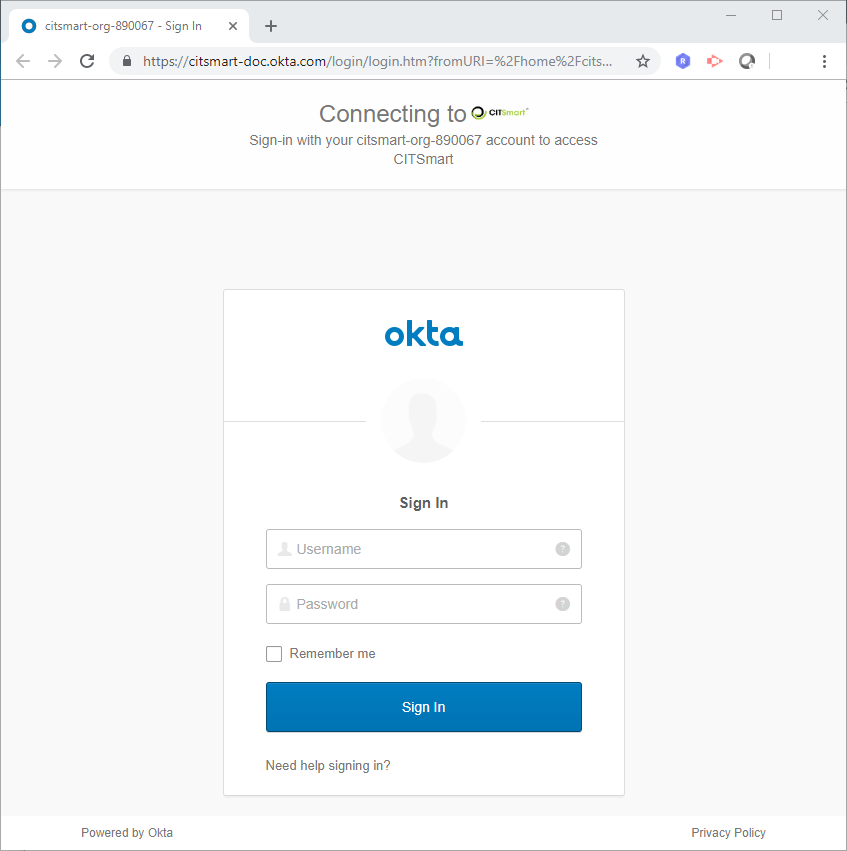 citsmart-org-890067 - Sign In
https://citsmart-doc.okta.com/login/login.htm?fromURI=%2Fhome%2Fcits...
Connecting to CITSmart
Sign-in with your citsmart-org-890067 account to access
CITSmart
okta
Sign In
Username
Password
Remember me
Sign In
Need help signing in?
Powered by Okta
Privacy Policy